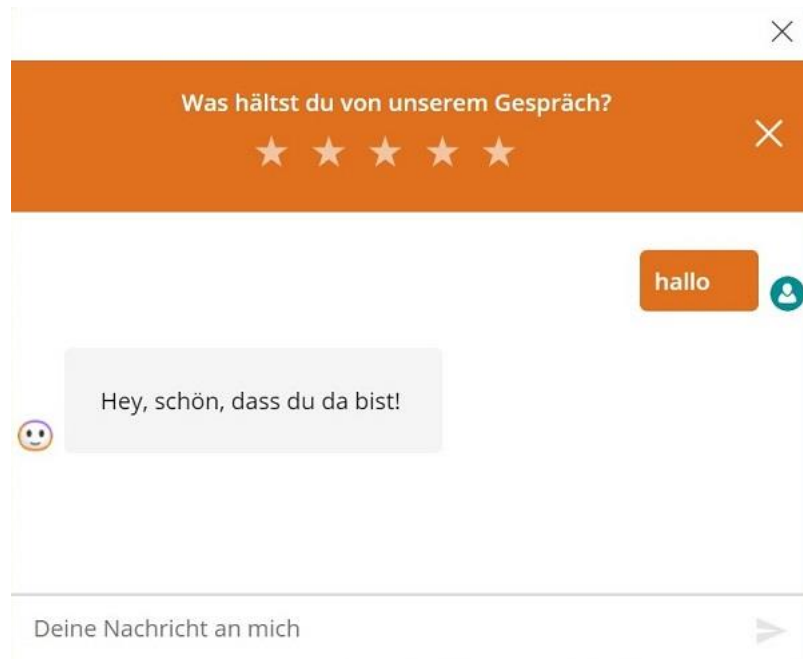 Was hältst du von unserem Gespräch?
hallo
Hey, schön, dass du da bist!
Deine Nachricht an mich